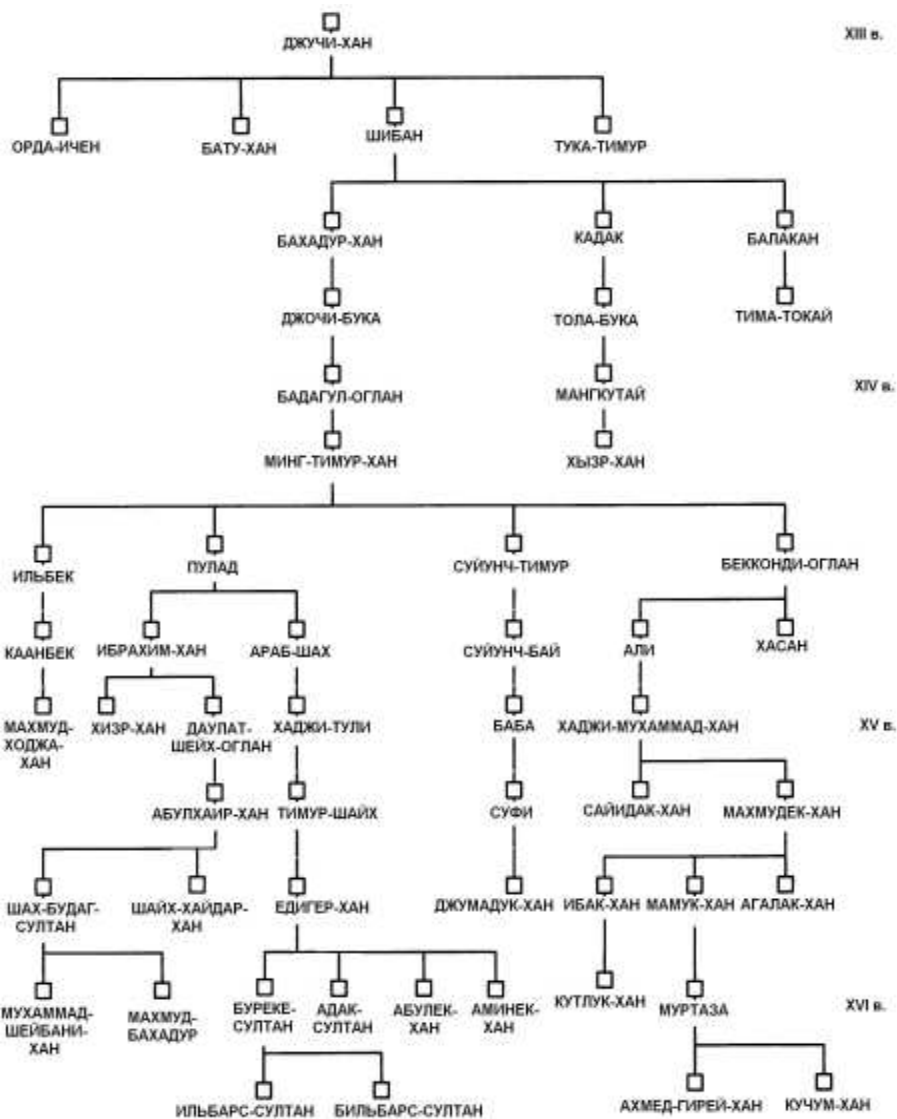 ДЖУЧИ-ХАН
XIII в.
ОРДА-ИЧЕН
БАТУ-ХАН
ШИБАН
ТУКА-ТИМУР
БАХАДУР-ХАН
КАДАК
БАЛАКАН
ДЖОЧИ-БУКА
ТОЛА-БУКА
ТИМА-ТОКАЙ
БАДАГУЛ-ОГЛАН
МАНГКУТАЙ
XIV в.
МИНГ-ТИМУР-ХАН
ХЫЗР-ХАН
ИЛЬБЕК
ПУЛАД
СУЙУНЧ-ТИМУР
БЕККОНДИ-ОГЛАН
КААНБЕК
ИБРАХИМ-ХАН
АРАБ-ШАХ
СУЙУНЧ-БАЙ
АЛИ
ХАСАН
МАХМУД-
ХОДЖА-
ХАН
ХИЗР-ХАН
ДАУЛАТ-
ШЕЙХ-ОГЛАН
ХАДЖИ-ТУЛИ
БАБА
ХАДЖИ-МУХАММАД-ХАН
XV в.
АБУЛХАИР-ХАН
ТИМУР-ШАЙХ
СУФИ
САЙИДАК-ХАН
МАХМУДЕК-ХАН
ШАХ-БУДАГ-
СУЛТАН
ШАЙХ-ХАЙДАР-
ХАН
ЕДИГЕР-ХАН
ДЖУМАДУК-ХАН
ИБАК-ХАН
МАМУК-ХАН
АГАЛАК-ХАН
МУХАММАД-
ШЕЙБАНИ-
ХАН
МАХМУД-
БАХАДУР
БУРЕКЕ-
СУЛТАН
АДАК-
СУЛТАН
АБУЛЕК-
ХАН
АМИНЕК-
ХАН
КУТЛУК-ХАН
МУРТАЗА
XVI в.
ИЛЬБАРС-СУЛТАН
БИЛЬБАРС-СУЛТАН
АХМЕД-ГИРЕЙ-ХАН
КУЧУМ-ХАН